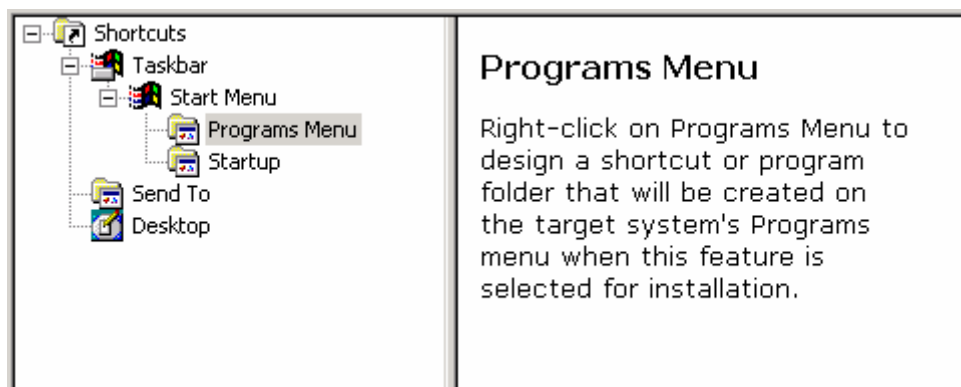 Shortcuts
Taskbar
Start Menu
Programs Menu
Startup
Send To
Desktop
Programs Menu
Right-click on Programs Menu to
design a shortcut or program
folder that will be created on
the target system's Programs
menu when this feature is
selected for installation.